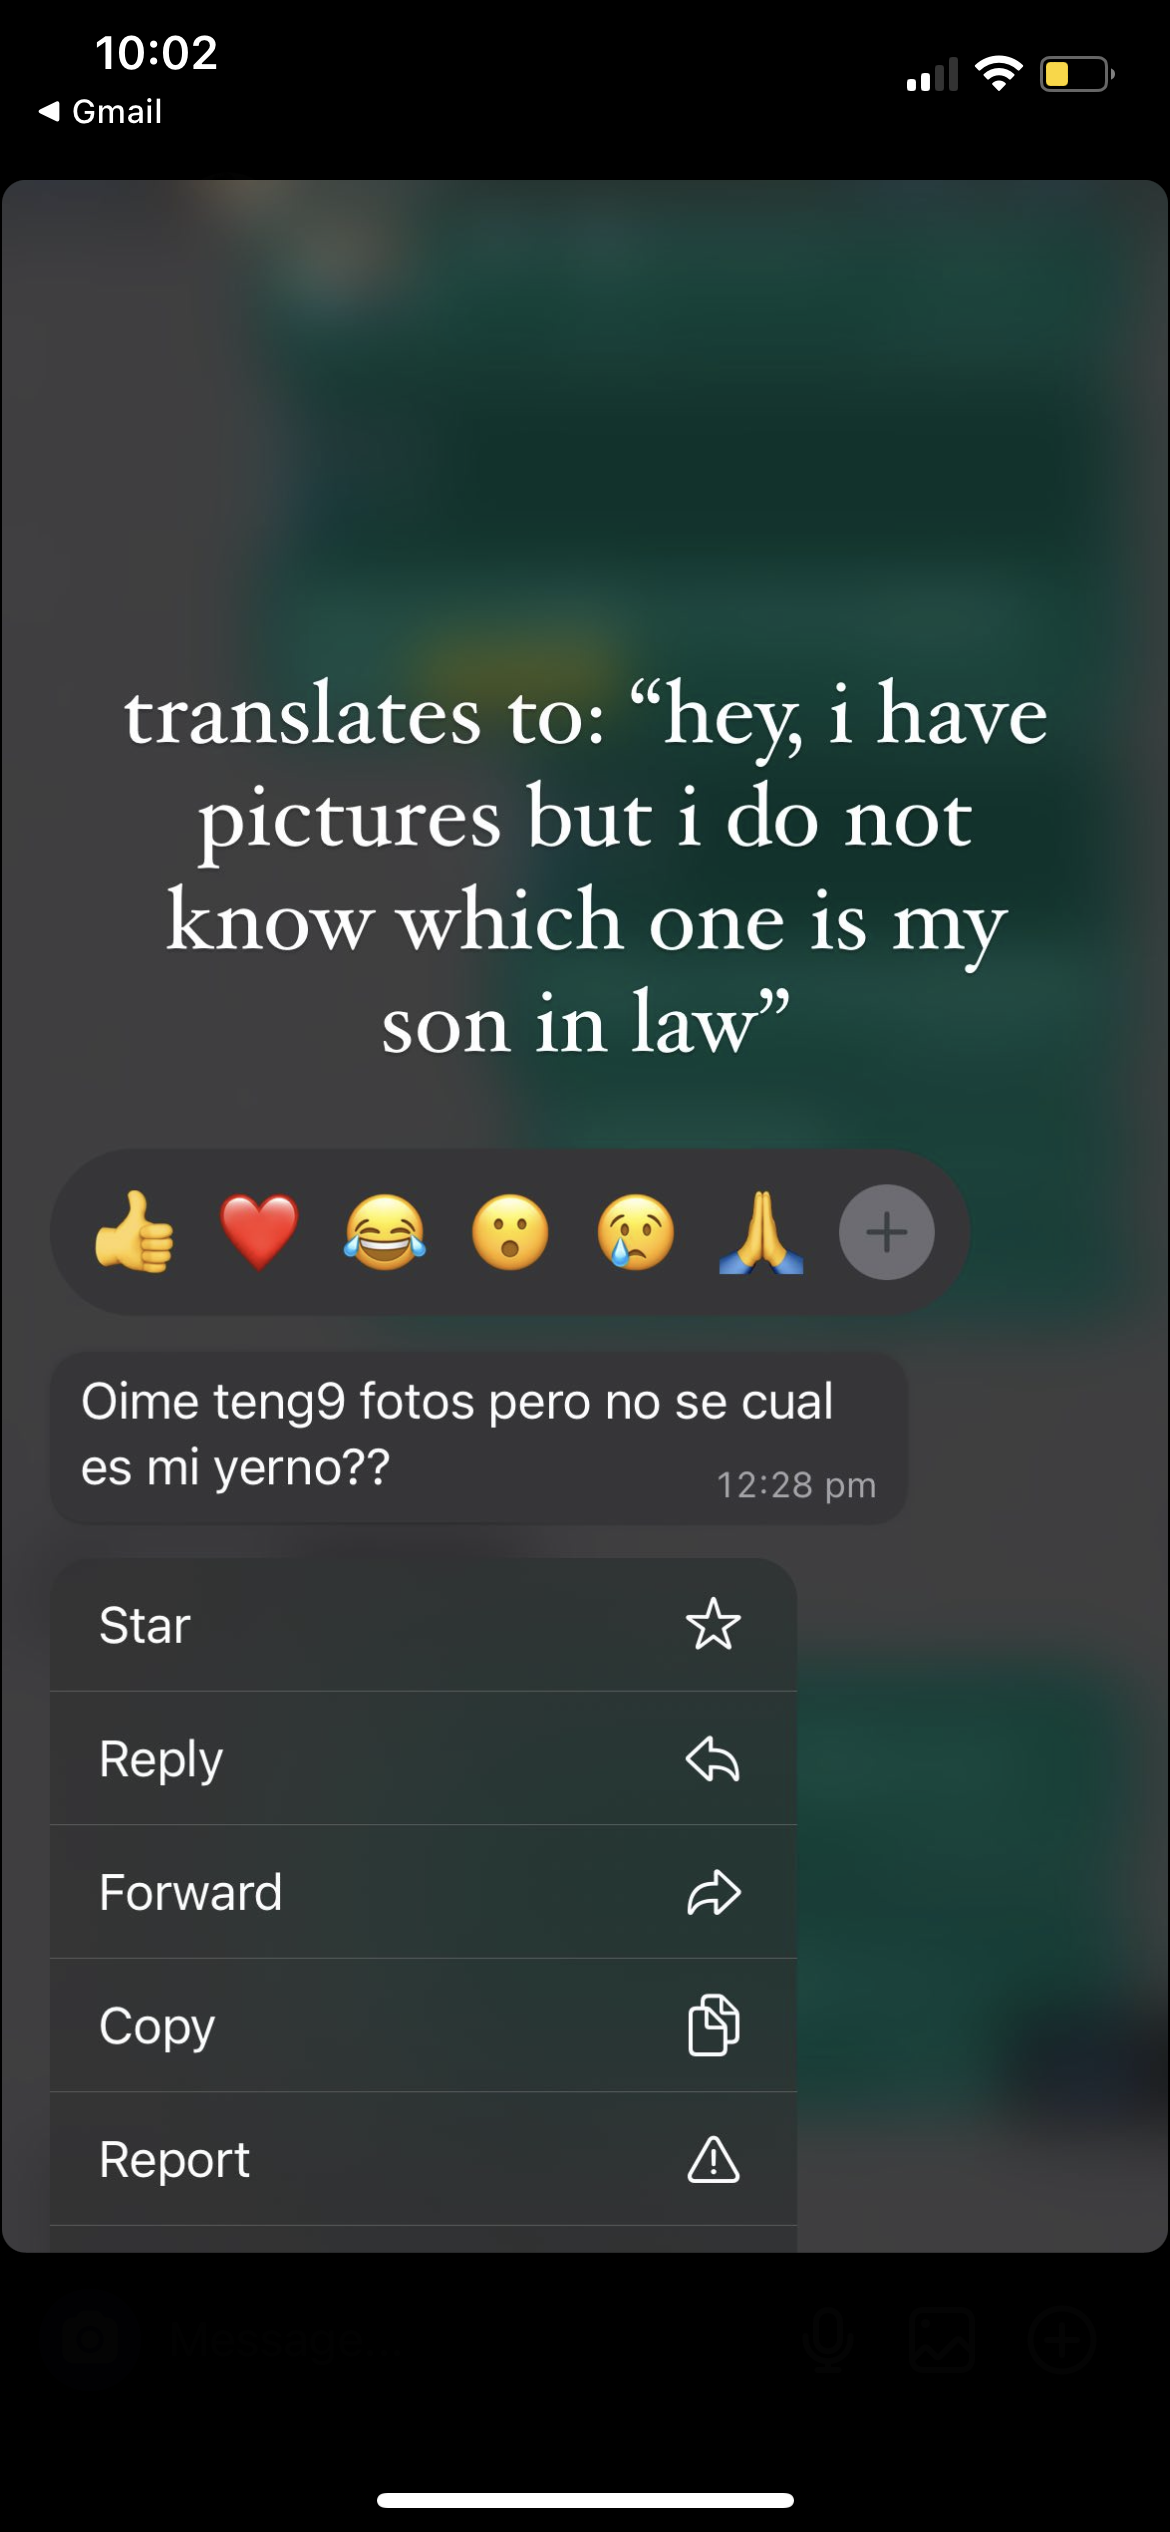 10:02
Gmail
translates to: “hey, i have
pictures but i do not
know which one is my
son in law”
Oime teng9 fotos pero no se cual
es mi yerno??
12:28 pm
Star
Reply
Forward
Copy
Report
Message...